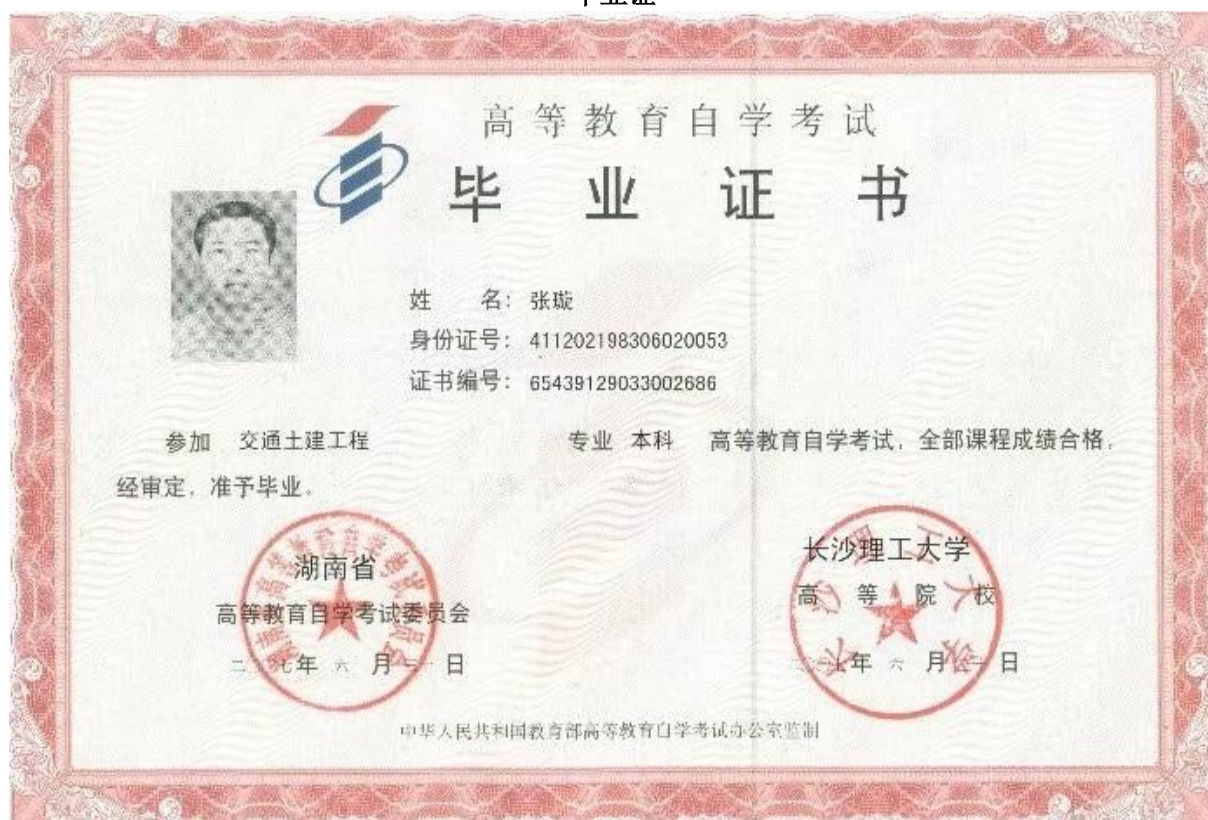 毕业证
高等教育自学考试
毕业证书
姓 名：张璇
身份证号：411202198306020053
证书编号：65439129033002686
参加 交通土建工程 专业 本科 高等教育自学考试，全部课程成绩合格，
经审定，准予毕业。
湖南省
高等教育自学考试委员会
年 六 月 日
长沙理工大学
高等院校
年 六 月 日
中华人民共和国教育部高等教育自学考试办公室监制